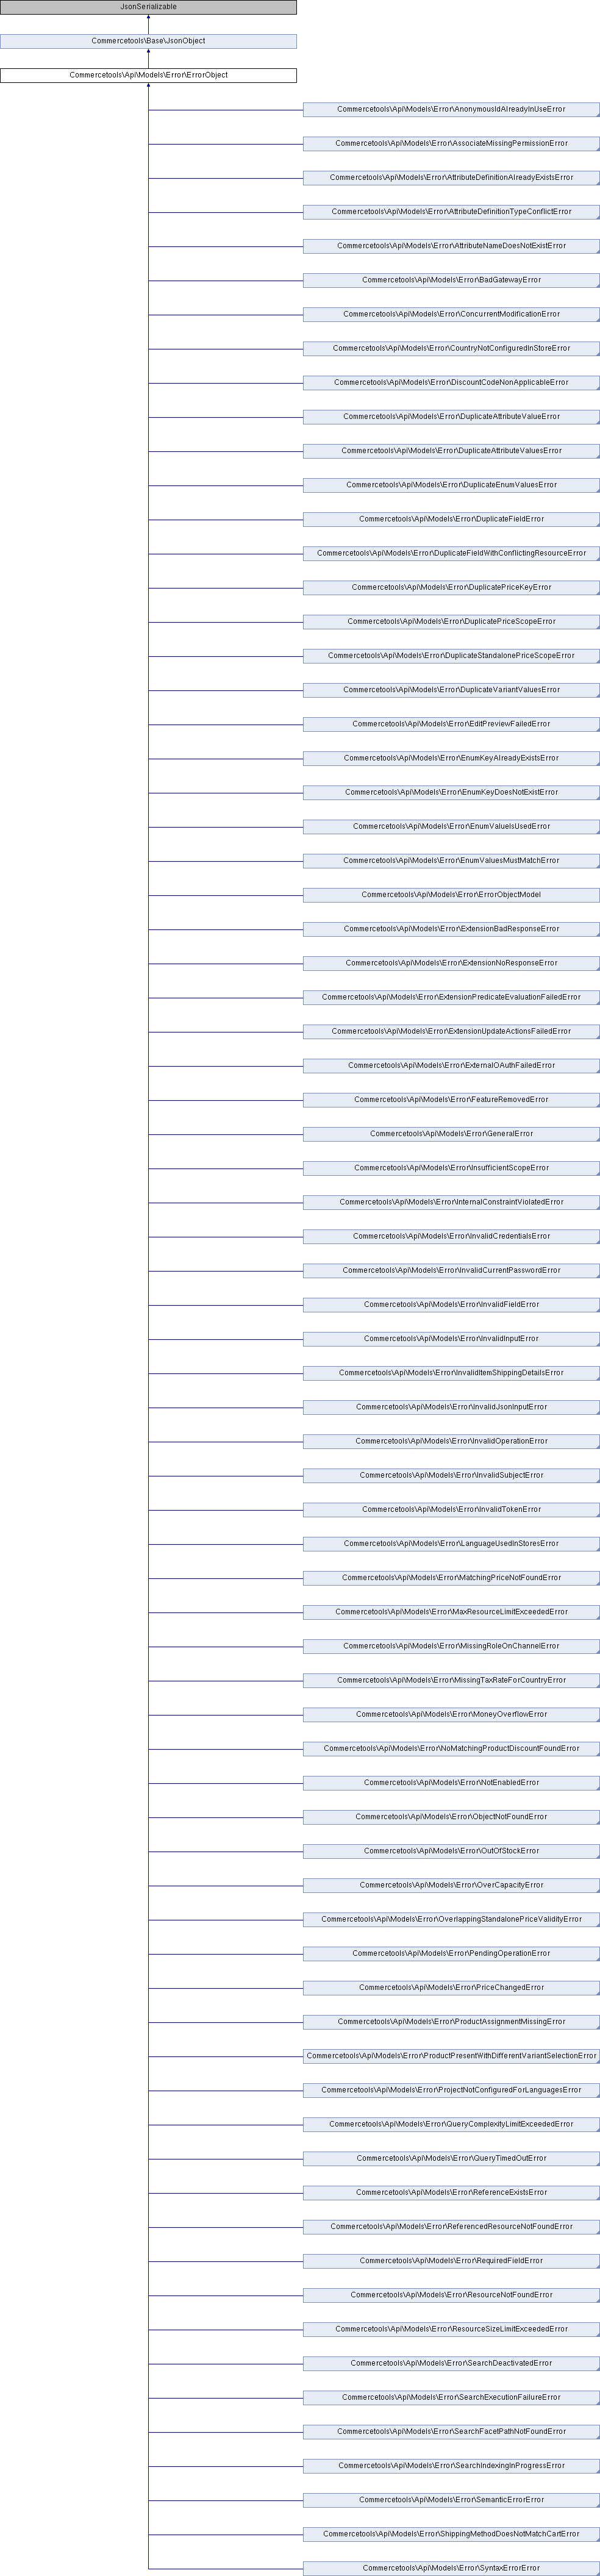 JsonSerializable
Commercetools\Base\JsonObject
Commercetools\Api\Models\Error\ErrorObject
Commercetools\Api\Models\Error\AnonymousIdAlreadyInUseError
Commercetools\Api\Models\Error\AssociateMissingPermissionError
Commercetools\Api\Models\Error\AttributeDefinitionAlreadyExistsError
Commercetools\Api\Models\Error\AttributeDefinitionTypeConflictError
Commercetools\Api\Models\Error\AttributeNameDoesNotExistError
Commercetools\Api\Models\Error\BadGatewayError
Commercetools\Api\Models\Error\ConcurrentModificationError
Commercetools\Api\Models\Error\CountryNotConfiguredInStoreError
Commercetools\Api\Models\Error\DiscountCodeNonApplicableError
Commercetools\Api\Models\Error\DuplicateAttributeValueError
Commercetools\Api\Models\Error\DuplicateAttributeValuesError
Commercetools\Api\Models\Error\DuplicateEnumValuesError
Commercetools\Api\Models\Error\DuplicateFieldError
Commercetools\Api\Models\Error\DuplicateFieldWithConflictingResourceError
Commercetools\Api\Models\Error\DuplicatePriceKeyError
Commercetools\Api\Models\Error\DuplicatePriceScopeError
Commercetools\Api\Models\Error\DuplicateStandalonePriceScopeError
Commercetools\Api\Models\Error\DuplicateVariantValuesError
Commercetools\Api\Models\Error\EditPreviewFailedError
Commercetools\Api\Models\Error\EnumKeyAlreadyExistsError
Commercetools\Api\Models\Error\EnumKeyDoesNotExistError
Commercetools\Api\Models\Error\EnumValueIsUsedError
Commercetools\Api\Models\Error\EnumValuesMustMatchError
Commercetools\Api\Models\Error\ErrorObjectModel
Commercetools\Api\Models\Error\ExtensionBadResponseError
Commercetools\Api\Models\Error\ExtensionNoResponseError
Commercetools\Api\Models\Error\ExtensionPredicateEvaluationFailedError
Commercetools\Api\Models\Error\ExtensionUpdateActionsFailedError
Commercetools\Api\Models\Error\ExternalOAuthFailedError
Commercetools\Api\Models\Error\FeatureRemovedError
Commercetools\Api\Models\Error\GeneralError
Commercetools\Api\Models\Error\InsufficientScopeError
Commercetools\Api\Models\Error\InternalConstraintViolatedError
Commercetools\Api\Models\Error\InvalidCredentialsError
Commercetools\Api\Models\Error\InvalidCurrentPasswordError
Commercetools\Api\Models\Error\InvalidFieldError
Commercetools\Api\Models\Error\InvalidInputError
Commercetools\Api\Models\Error\InvalidItemShippingDetailsError
Commercetools\Api\Models\Error\InvalidJsonInputError
Commercetools\Api\Models\Error\InvalidOperationError
Commercetools\Api\Models\Error\InvalidSubjectError
Commercetools\Api\Models\Error\InvalidTokenError
Commercetools\Api\Models\Error\LanguageUsedInStoresError
Commercetools\Api\Models\Error\MatchingPriceNotFoundError
Commercetools\Api\Models\Error\MaxResourceLimitExceededError
Commercetools\Api\Models\Error\MissingRoleOnChannelError
Commercetools\Api\Models\Error\MissingTaxRateForCountryError
Commercetools\Api\Models\Error\MoneyOverflowError
Commercetools\Api\Models\Error\NoMatchingProductDiscountFoundError
Commercetools\Api\Models\Error\NotEnabledError
Commercetools\Api\Models\Error\ObjectNotFoundError
Commercetools\Api\Models\Error\OutOfStockError
Commercetools\Api\Models\Error\OverCapacityError
Commercetools\Api\Models\Error\OverlappingStandalonePriceValidityError
Commercetools\Api\Models\Error\PendingOperationError
Commercetools\Api\Models\Error\PriceChangedError
Commercetools\Api\Models\Error\ProductAssignmentMissingError
Commercetools\Api\Models\Error\ProductPresentWithDifferentVariantSelectionError
Commercetools\Api\Models\Error\ProjectNotConfiguredForLanguagesError
Commercetools\Api\Models\Error\QueryComplexityLimitExceededError
Commercetools\Api\Models\Error\QueryTimedOutError
Commercetools\Api\Models\Error\ReferenceExistsError
Commercetools\Api\Models\Error\ReferencedResourceNotFoundError
Commercetools\Api\Models\Error\RequiredFieldError
Commercetools\Api\Models\Error\ResourceNotFoundError
Commercetools\Api\Models\Error\ResourceSizeLimitExceededError
Commercetools\Api\Models\Error\SearchDeactivatedError
Commercetools\Api\Models\Error\SearchExecutionFailureError
Commercetools\Api\Models\Error\SearchFacetPathNotFoundError
Commercetools\Api\Models\Error\SearchIndexingInProgressError
Commercetools\Api\Models\Error\SemanticErrorError
Commercetools\Api\Models\Error\ShippingMethodDoesNotMatchCartError
Commercetools\Api\Models\Error\SyntaxErrorError